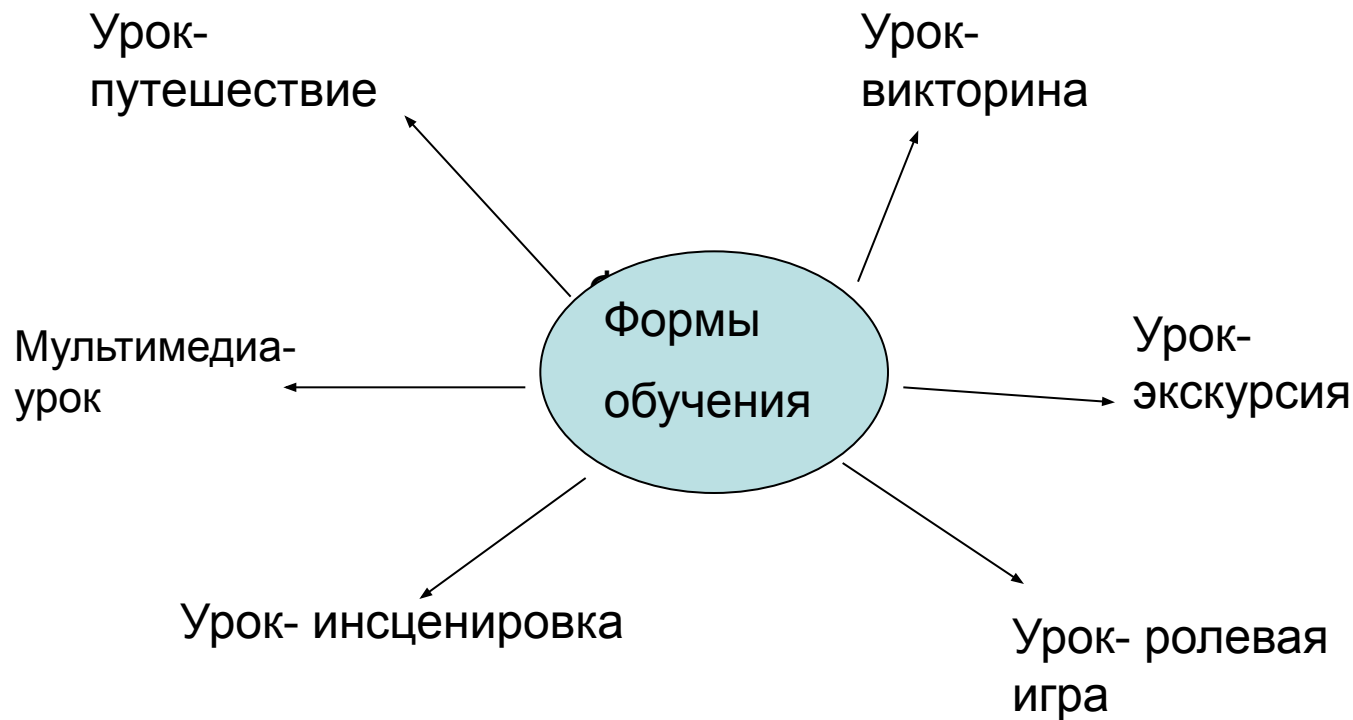 Урок-
путешествие
Урок-
викторина
Формы
обучения
Мультимедиа-
урок
Урок-
экскурсия
Урок- инсценировка
Урок- ролевая
игра